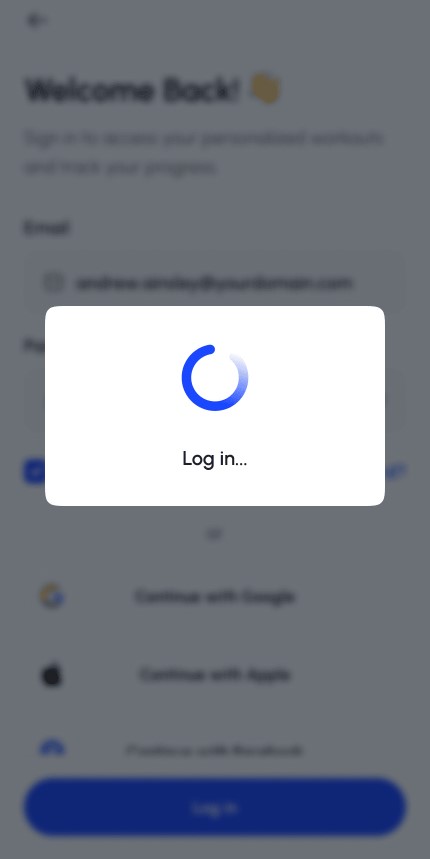 Welcome Back! 👋
Sign in to access your personalized workouts
and track your progress.
Email
andrew.ainsley@yourdomain.com
Log in...
or
Continue with Google
Continue with Apple
Continue with Facebook
Log in